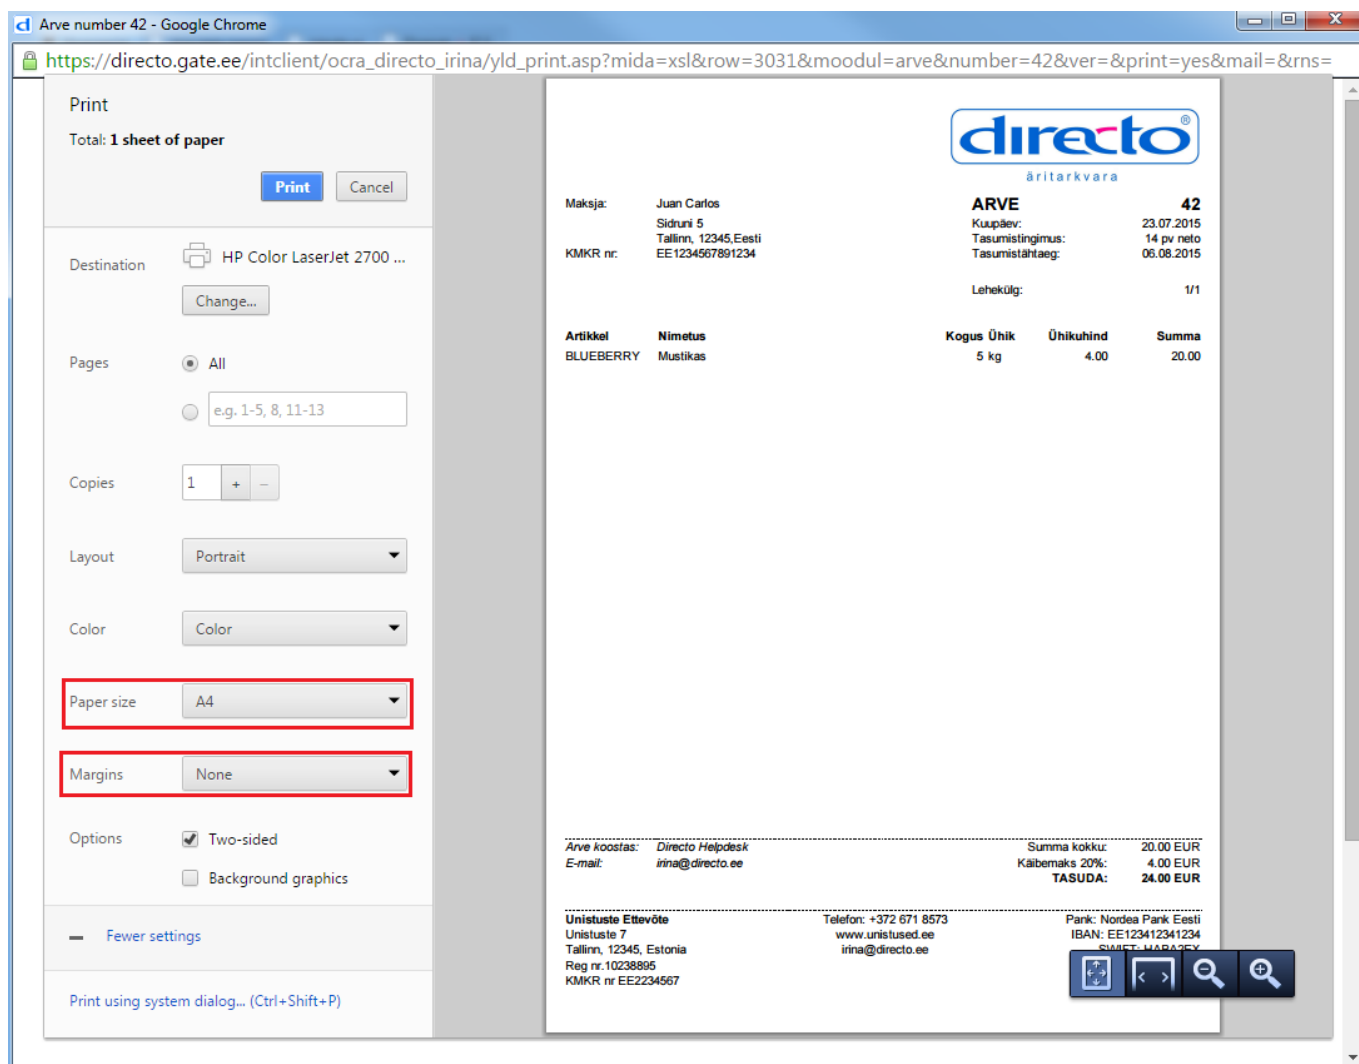 Arve number 42 - Google Chrome
https://directo.gate.ee/intclient/ocra_directo_irina/yld_print.asp?mida=xsl&row=3031&moodul=arve&number=42&ver=&print=yes&mail=&rns=
Print
Total: 1 sheet of paper
Print Cancel
Destination HP Color LaserJet 2700 ...
Change...
Pages All
e.g. 1-5, 8, 11-13
Copies 1 + –
Layout Portrait
Color Color
Paper size A4
Margins None
Options Two-sided
Background graphics
Fewer settings
Print using system dialog... (Ctrl+Shift+P)
directo®
äritarkvara
Maksja: Juan Carlos ARVE 42
Sidruni 5 Kuupäev: 23.07.2015
Tallinn, 12345,Eesti Tasumistingimus: 14 pv neto
KMKR nr: EE1234567891234 Tasumistähtaeg: 06.08.2015
Lehekülg: 1/1
Artikkel Nimetus Kogus Ühik Ühikuhind Summa
BLUEBERRY Mustikas 5 kg 4.00 20.00
Arve koostas: Directo Helpdesk Summa kokku: 20.00 EUR
E-mail: irina@directo.ee Käibemaks 20%: 4.00 EUR
TASUDA: 24.00 EUR
Unistuste Ettevõte Telefon: +372 671 8573 Pank: Nordea Pank Eesti
Unistuste 7 www.unistused.ee IBAN: EE123412341234
Tallinn, 12345, Estonia irina@directo.ee
Reg nr.10238895
KMKR nr EE2234567